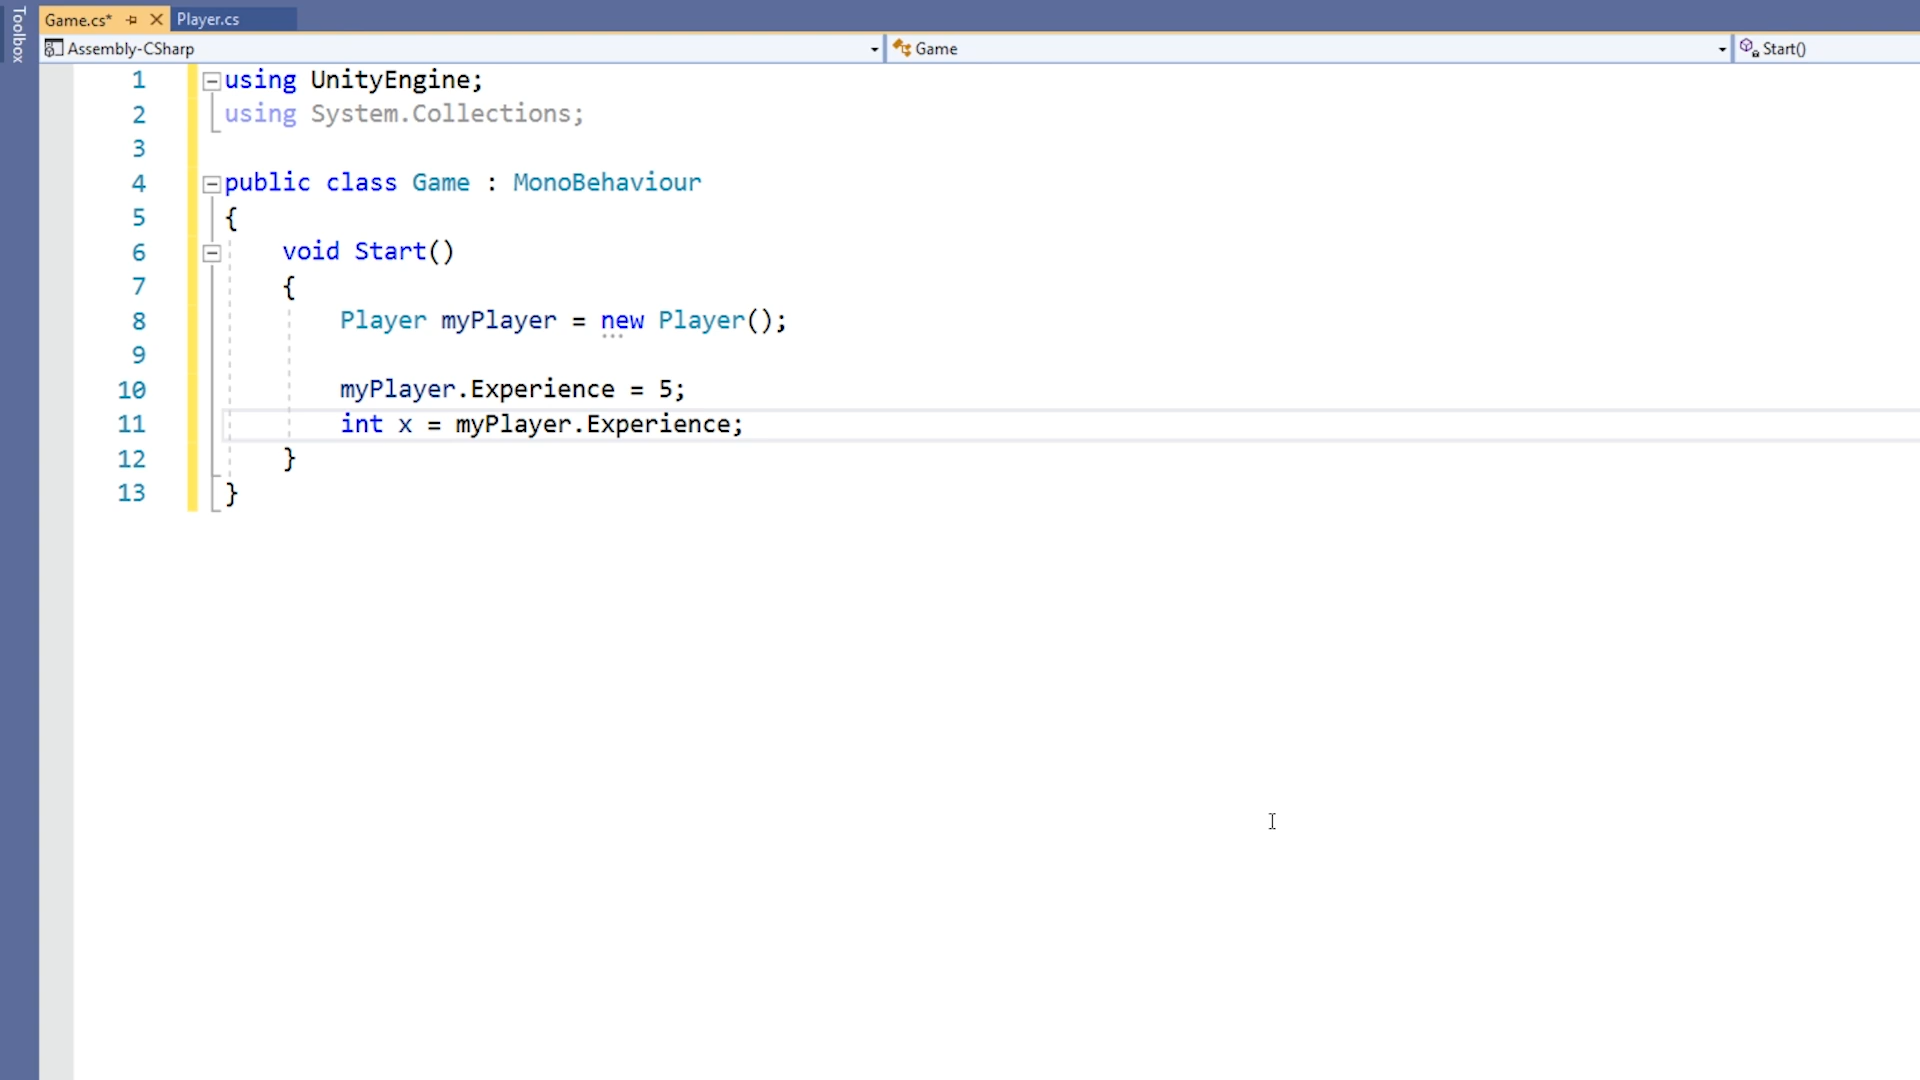 Toolbox
Game.cs* Player.cs
Assembly-CSharp Game Start()
1 using UnityEngine;
2 using System.Collections;
3
4 public class Game : MonoBehaviour
5 {
6 void Start()
7 {
8 Player myPlayer = new Player();
9
10 myPlayer.Experience = 5;
11 int x = myPlayer.Experience;
12 }
13 }